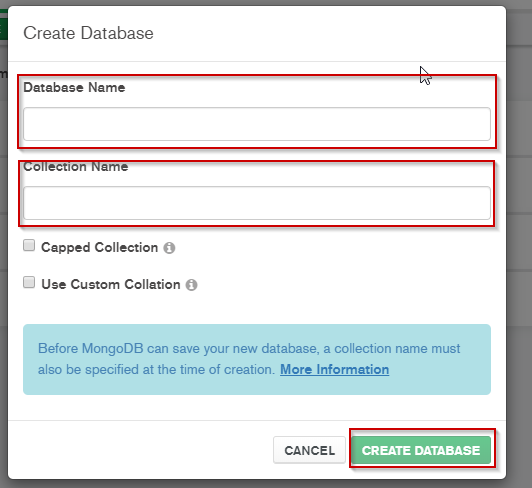 Create Database
Database Name
Collection Name
Capped Collection
Use Custom Collation
Before MongoDB can save your new database, a collection name must
also be specified at the time of creation. More Information
CANCEL
CREATE DATABASE